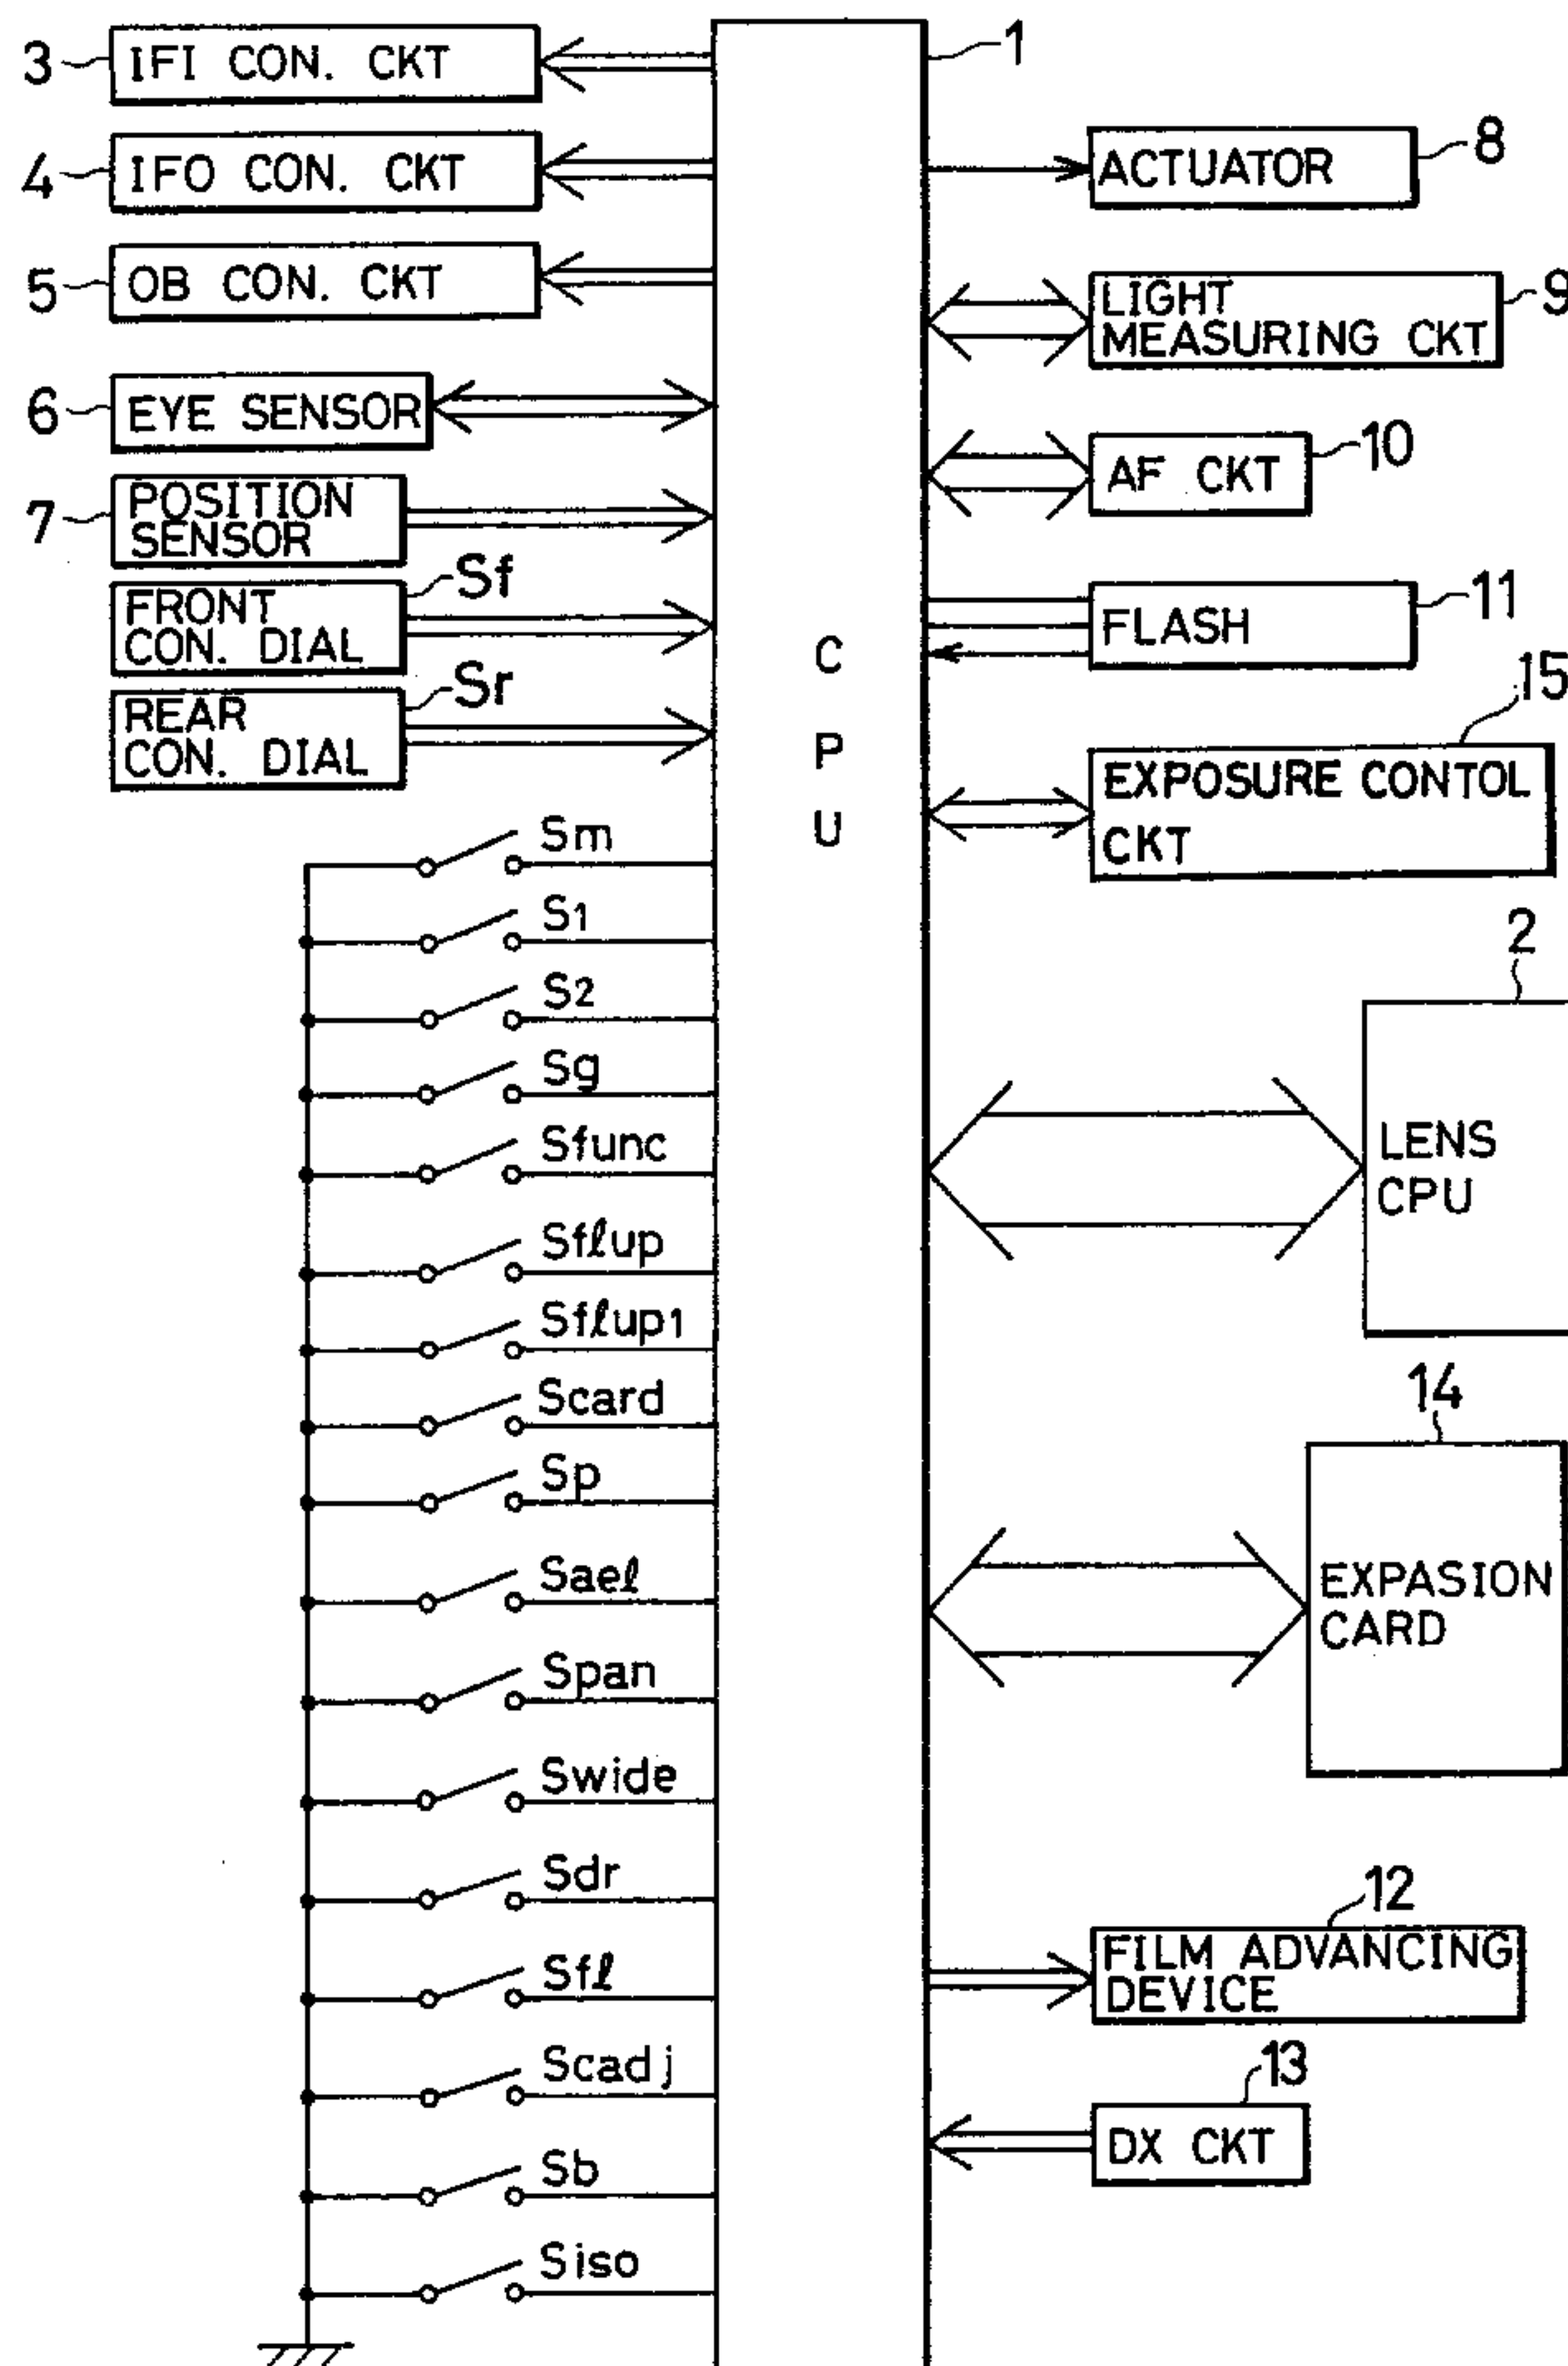 3
IFI CON. CKT
4
IFO CON. CKT
5
OB CON. CKT
6
EYE SENSOR
7
POSITION
SENSOR
Sf
FRONT
CON. DIAL
Sr
REAR
CON. DIAL
Sm
S1
S2
Sg
Sfunc
Sflup
Sflup1
Scard
Sp
Sael
Span
Swide
Sdr
Sfl
Scadj
Sb
Siso
1
C
P
U
8
ACTUATOR
9
LIGHT
MEASURING CKT
10
AF CKT
11
FLASH
15
EXPOSURE CONTOL
CKT
2
LENS
CPU
14
EXPASION
CARD
12
FILM ADVANCING
DEVICE
13
DX CKT